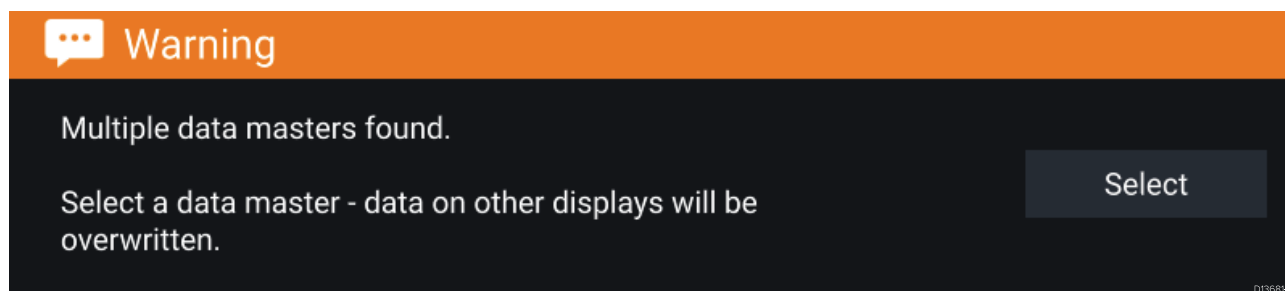 Warning
Multiple data masters found.
Select a data master - data on other displays will be
overwritten.
Select